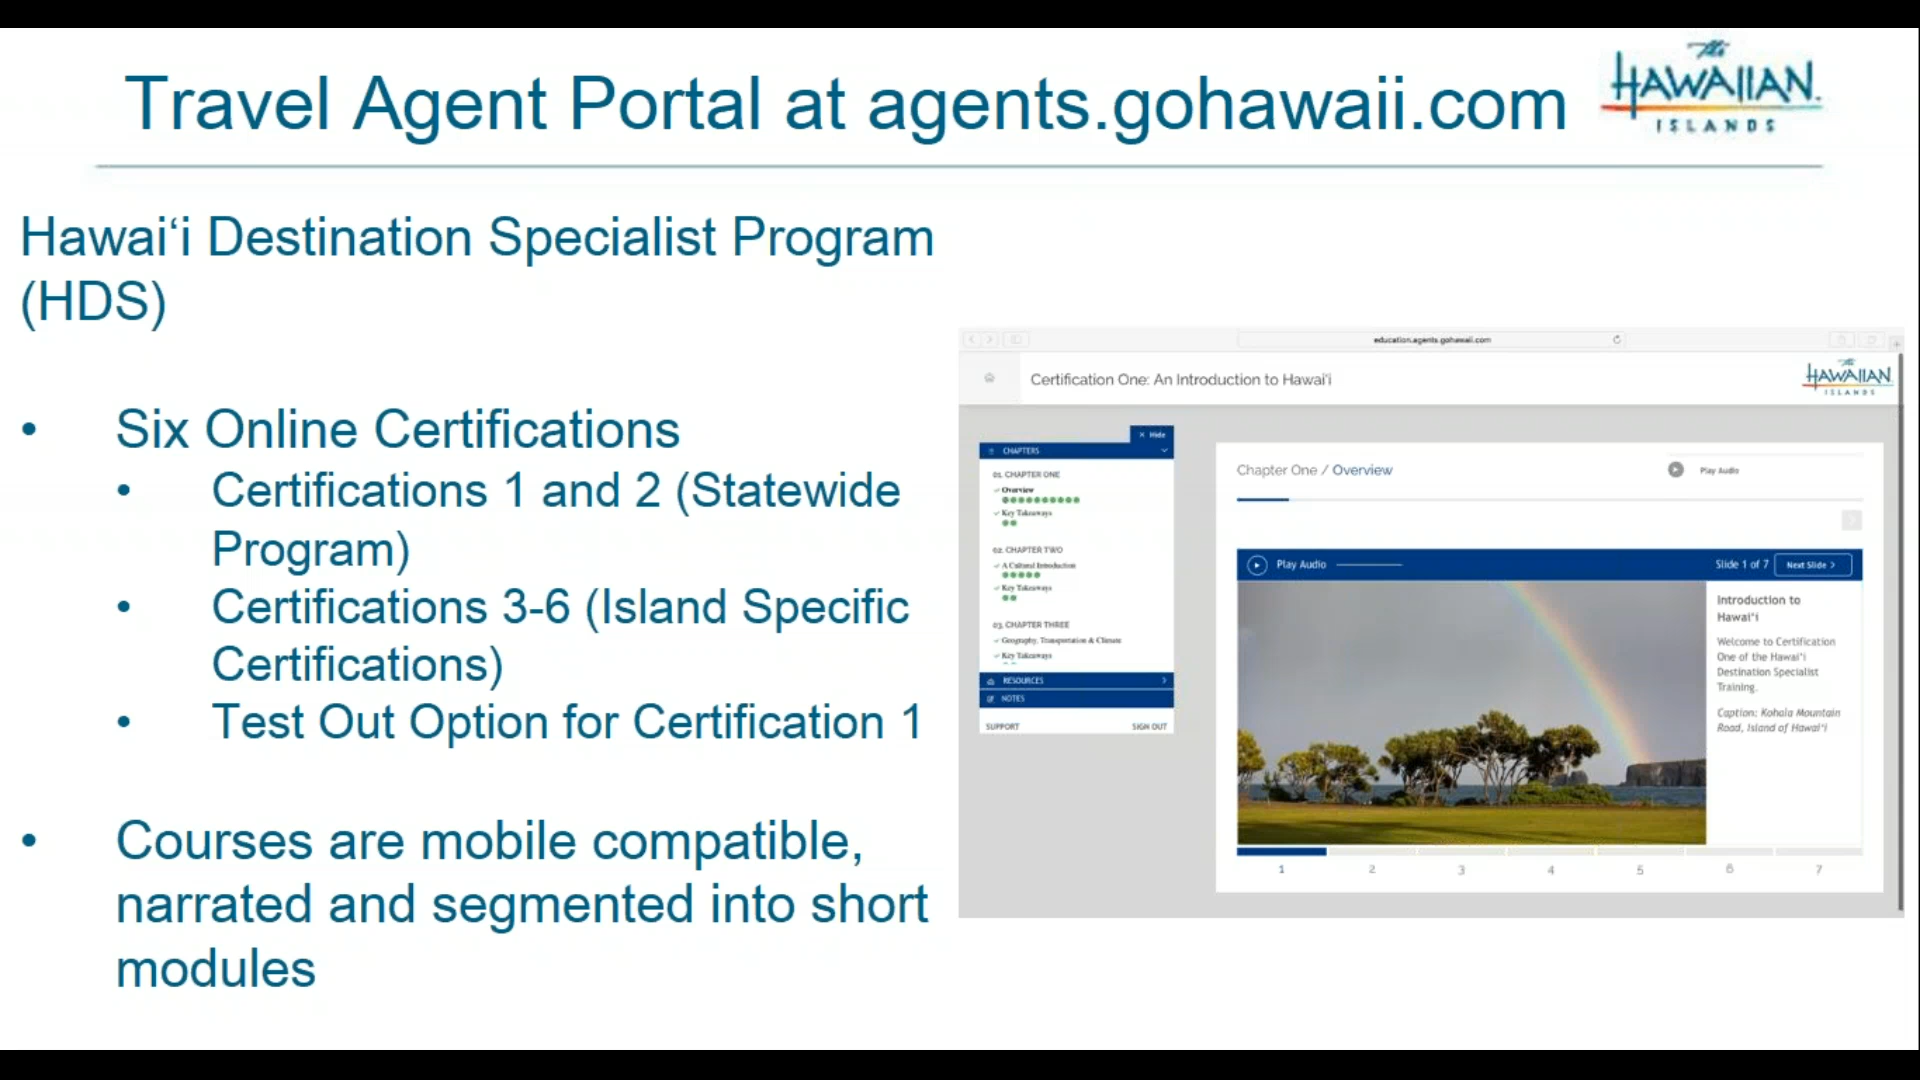 Travel Agent Portal at agents.gohawaii.com
The
HAWAIIAN
ISLANDS
Hawai‘i Destination Specialist Program
(HDS)
• Six Online Certifications
• Certifications 1 and 2 (Statewide
Program)
• Certifications 3-6 (Island Specific
Certifications)
• Test Out Option for Certification 1
• Courses are mobile compatible,
narrated and segmented into short
modules
education.agents.gohawaii.com
Certification One: An Introduction to Hawai'i
The
HAWAIIAN
ISLANDS
× Hide
CHAPTERS
01. CHAPTER ONE
Overview
Key Takeaways
02. CHAPTER TWO
A Cultural Introduction
Key Takeaways
03. CHAPTER THREE
Geography, Transportation & Climate
Key Takeaways
RESOURCES
NOTES
SUPPORT SIGN OUT
Chapter One / Overview
Play Audio
Play Audio
Slide 1 of 7
Next Slide >
Introduction to
Hawai‘i
Welcome to Certification
One of the Hawai‘i
Destination Specialist
Training.
Caption: Kohala Mountain
Road, Island of Hawai‘i
1 2 3 4 5 6 7